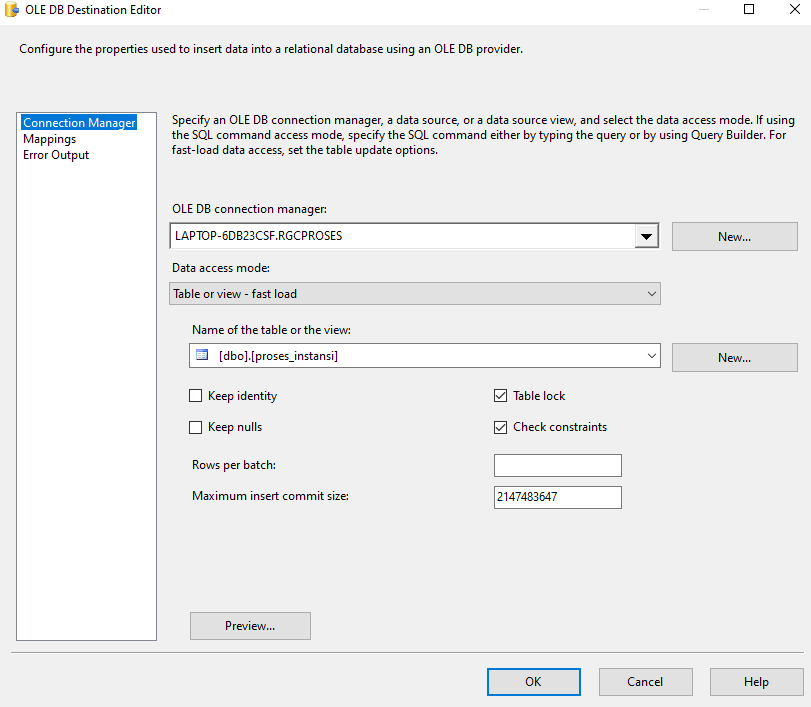 OLE DB Destination Editor
Configure the properties used to insert data into a relational database using an OLE DB provider.
Connection Manager
Mappings
Error Output
Specify an OLE DB connection manager, a data source, or a data source view, and select the data access mode. If using
the SQL command access mode, specify the SQL command either by typing the query or by using Query Builder. For
fast-load data access, set the table update options.
OLE DB connection manager:
LAPTOP-6DB23CSF.RGCPROSES
New...
Data access mode:
Table or view - fast load
Name of the table or the view:
[dbo].[proses_instansi]
New...
Keep identity
Table lock
Keep nulls
Check constraints
Rows per batch:
Maximum insert commit size:
2147483647
Preview...
OK
Cancel
Help